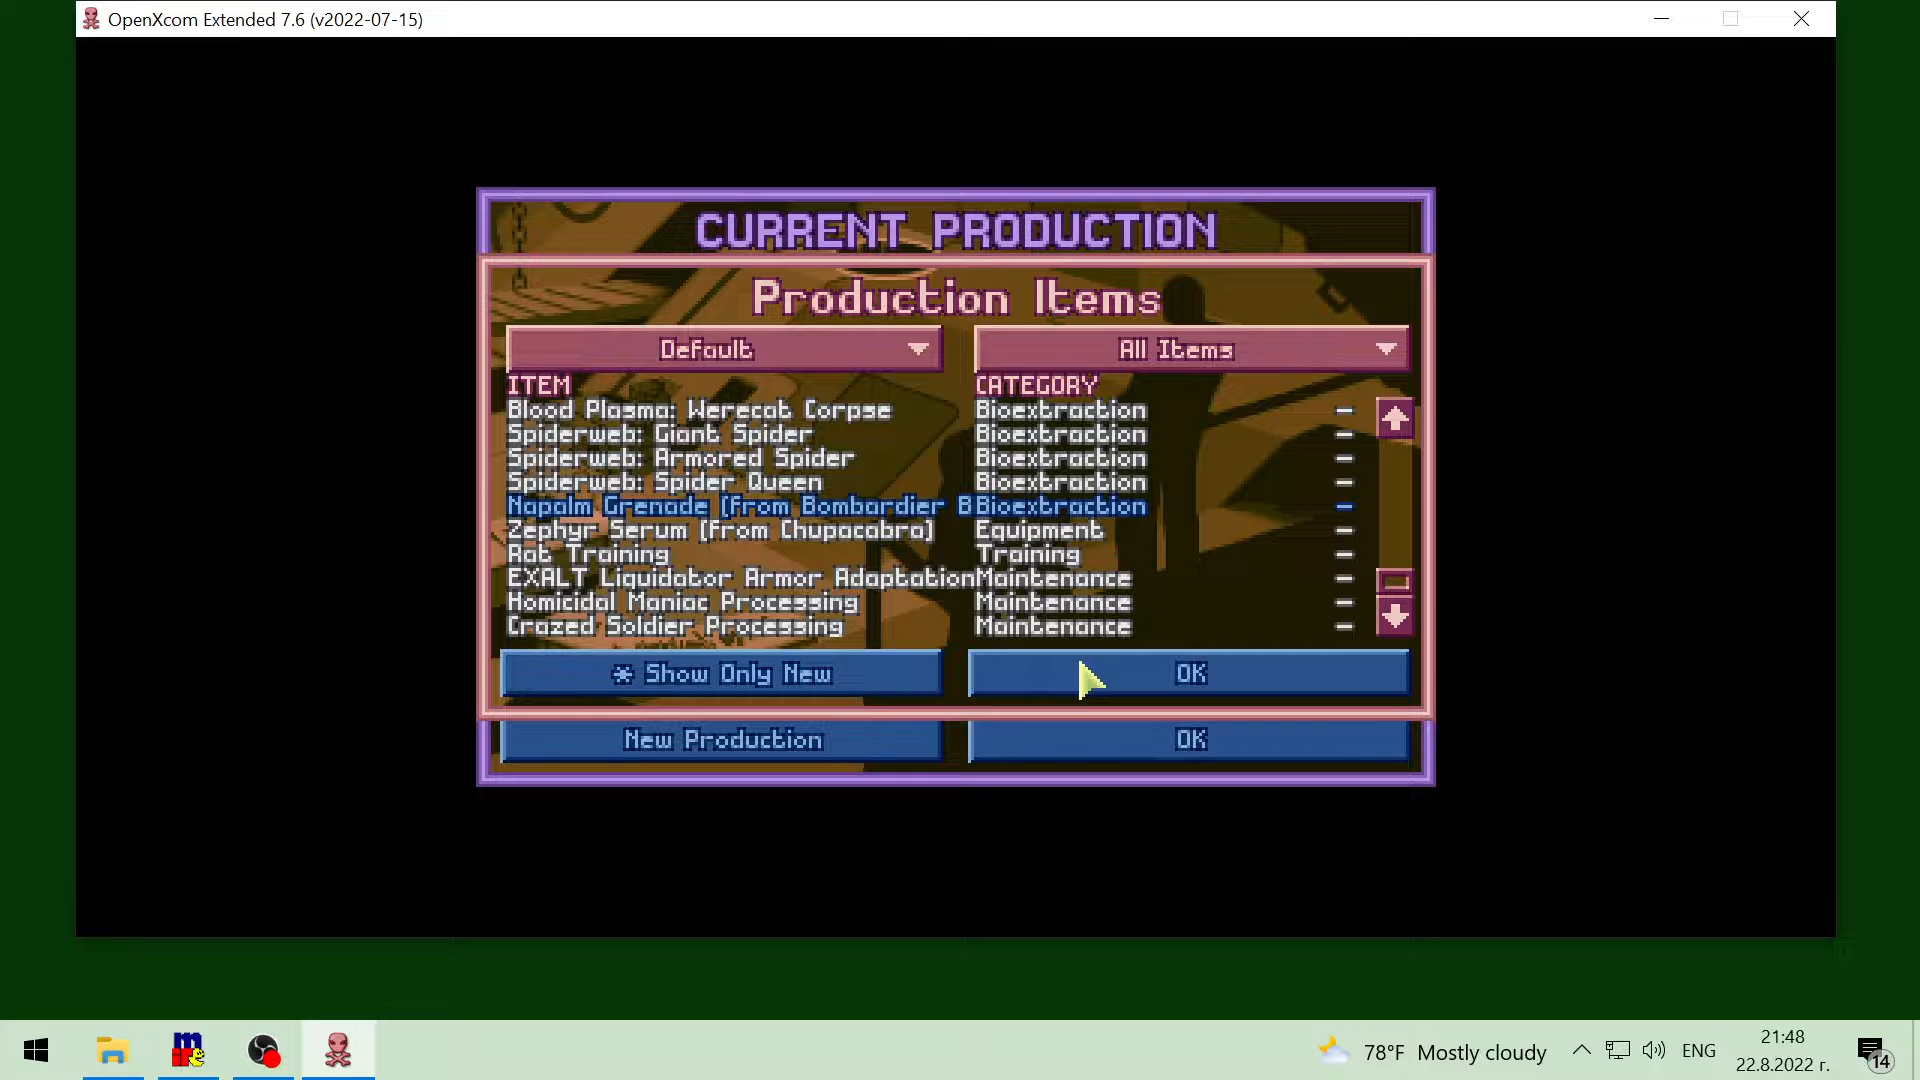 OpenXcom Extended 7.6 (v2022-07-15)
CURRENT PRODUCTION
Production Items
Default
All Items
ITEM CATEGORY
Blood Plasma: Werecat Corpse Bioextraction –
Spiderweb: Giant Spider Bioextraction –
Spiderweb: Armored Spider Bioextraction –
Spiderweb: Spider Queen Bioextraction –
Napalm Grenade (from Bombardier B Bioextraction –
Zephyr Serum (from Chupacabra) Equipment –
Rat Training Training –
EXALT Liquidator Armor Adaptation Maintenance –
Homicidal Maniac Processing Maintenance –
Crazed Soldier Processing Maintenance –
* Show Only New
OK
New Production
OK
78°F Mostly cloudy
ENG
21:48
22.8.2022 г.
14